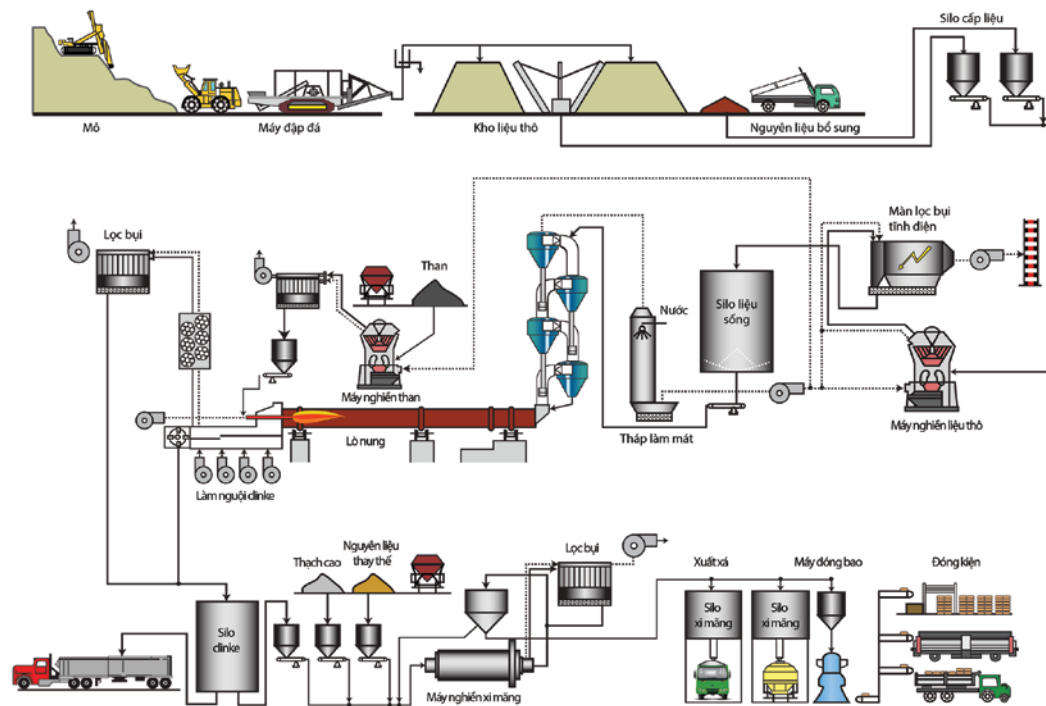 Silo cấp liệu
Mỏ
Máy đập đá
Kho liệu thô
Nguyên liệu bổ sung
Lọc bụi
Than
Màn lọc bụi
tĩnh điện
Nước
Silo liệu
sống
Máy nghiền than
Lò nung
Tháp làm mát
Máy nghiền liệu thô
Làm nguội clinke
Thạch cao
Nguyên liệu
thay thế
Lọc bụi
Xuất xá
Máy đóng bao
Đóng kiện
Silo
clinke
Silo
xi măng
Silo
xi măng
Máy nghiền xi măng